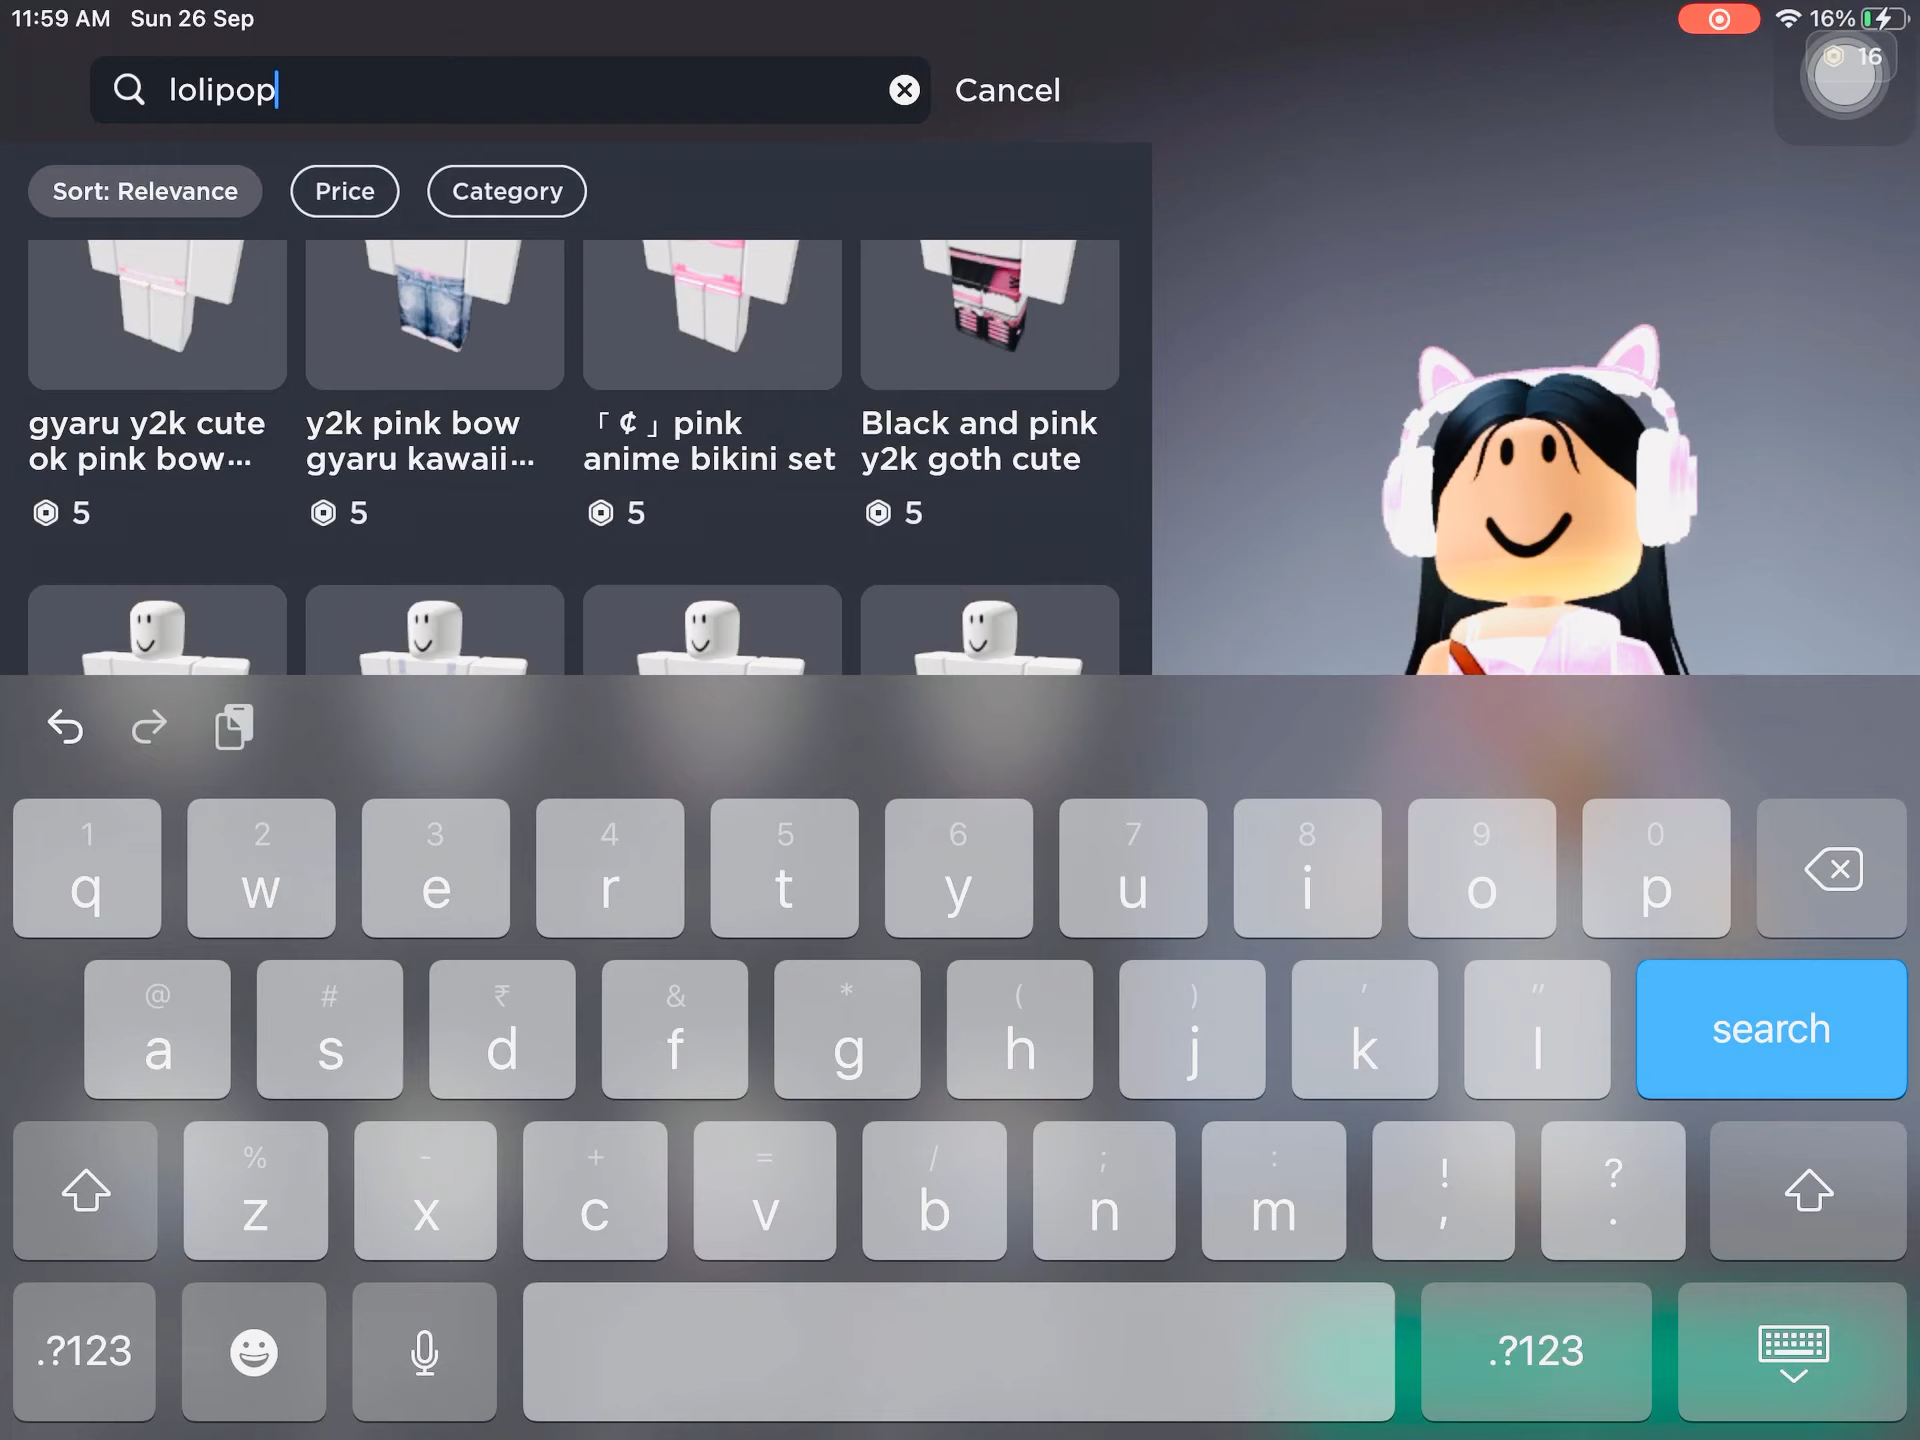 11:59 AM Sun 26 Sep
16%
16
lolipop
Cancel
Sort: Relevance
Price
Category
gyaru y2k cute
ok pink bow...
y2k pink bow
gyaru kawaii...
「 ¢ 」 pink
anime bikini set
Black and pink
y2k goth cute
5
5
5
5
1 2 3 4 5 6 7 8 9 0
q w e r t y u i o p
@ # ₹ & * ( ) ' "
a s d f g h j k l
search
% - + = / ; : ! ?
z x c v b n m , .
.?123
.?123